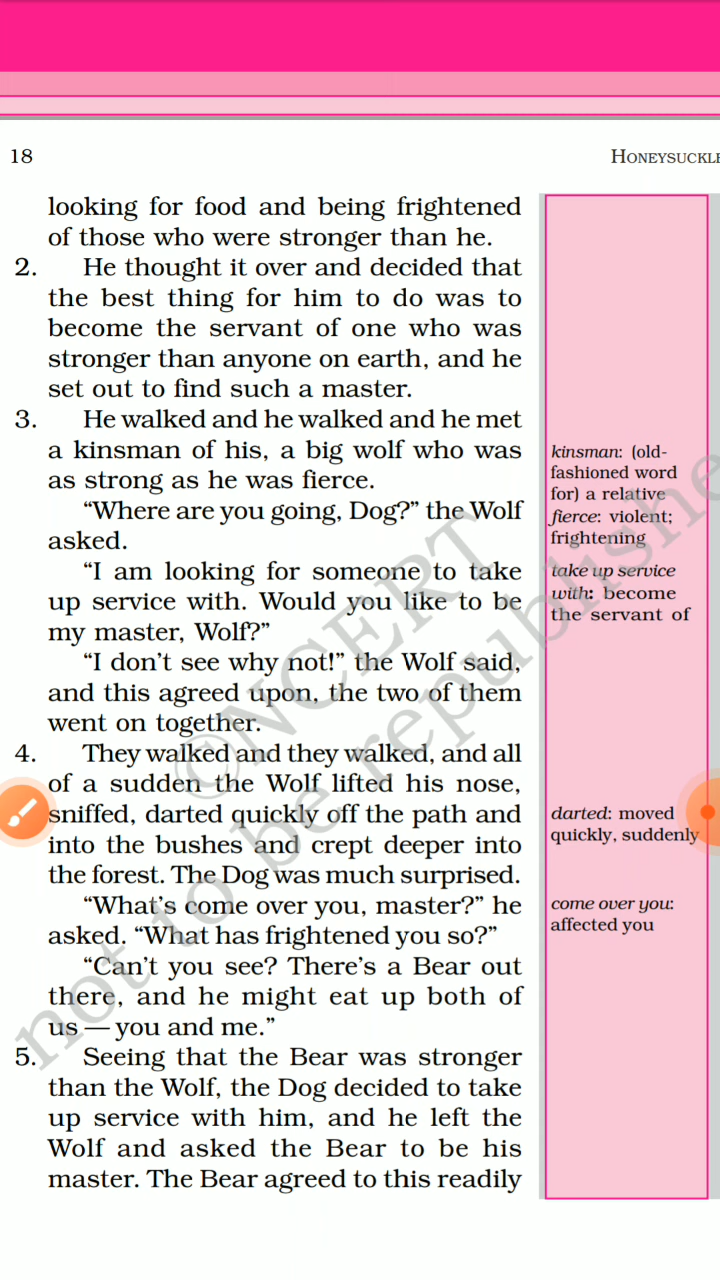 18
HONEYSUCKLE
looking for food and being frightened
of those who were stronger than he.
2. He thought it over and decided that
the best thing for him to do was to
become the servant of one who was
stronger than anyone on earth, and he
set out to find such a master.
3. He walked and he walked and he met
a kinsman of his, a big wolf who was
as strong as he was fierce.
“Where are you going, Dog?” the Wolf
asked.
“I am looking for someone to take
up service with. Would you like to be
my master, Wolf?”
“I don’t see why not!” the Wolf said,
and this agreed upon, the two of them
went on together.
4. They walked and they walked, and all
of a sudden the Wolf lifted his nose,
sniffed, darted quickly off the path and
into the bushes and crept deeper into
the forest. The Dog was much surprised.
“What’s come over you, master?” he
asked. “What has frightened you so?”
“Can’t you see? There’s a Bear out
there, and he might eat up both of
us — you and me.”
5. Seeing that the Bear was stronger
than the Wolf, the Dog decided to take
up service with him, and he left the
Wolf and asked the Bear to be his
master. The Bear agreed to this readily
kinsman: (old-
fashioned word
for) a relative
fierce: violent;
frightening
take up service
with: become
the servant of
darted: moved
quickly, suddenly
come over you:
affected you
©NCERT
not to be republishe